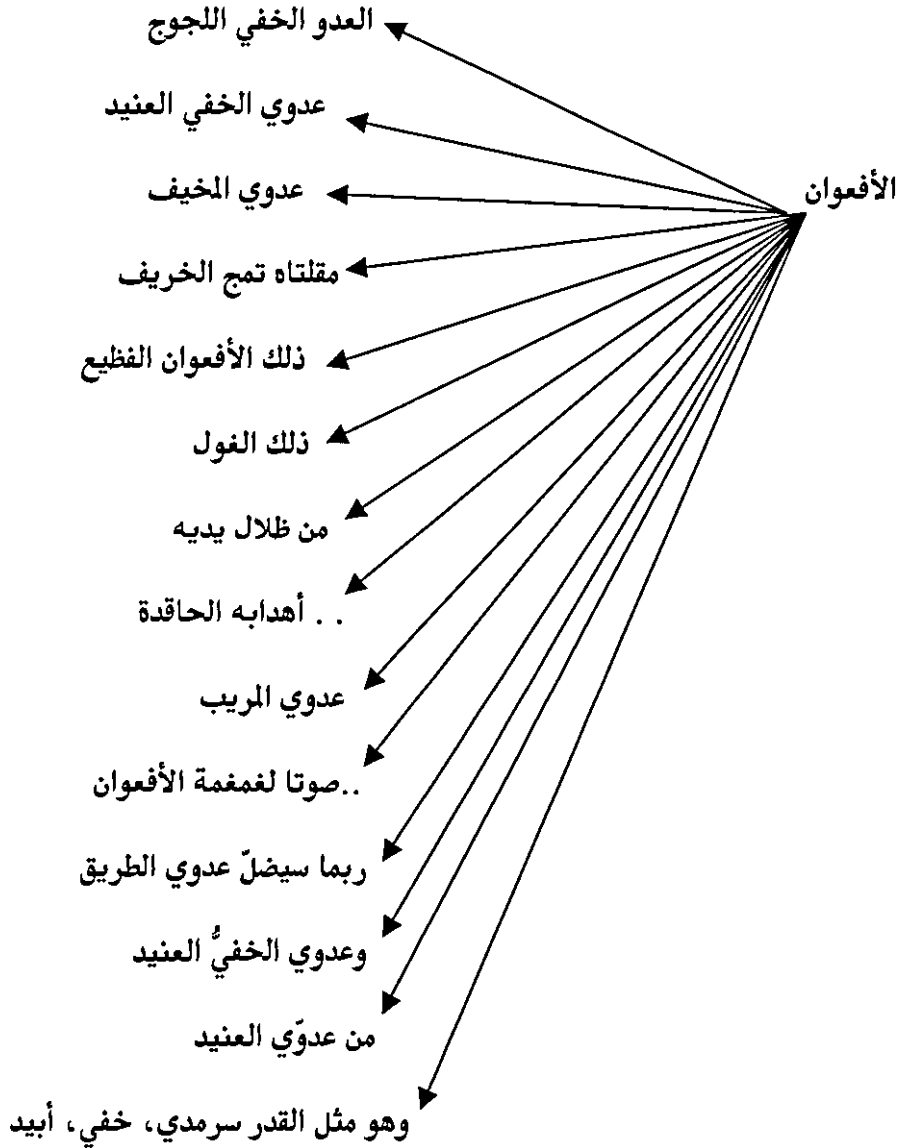 العدو الخفي اللجوج
عدوي الخفي العنيد
الأفعوان
عدوي المخيف
مقلتاه تمج الخريف
ذلك الأفعوان الفظيع
ذلك الغول
من ظلال يديه
. . أهدابه الحاقدة
عدوي المريب
..صوتا لغمغمة الأفعوان
ربما سيضلّ عدوي الطريق
وعدوي الخفيُّ العنيد
من عدوّي العنيد
وهو مثل القدر سرمدي، خفي، أبيد